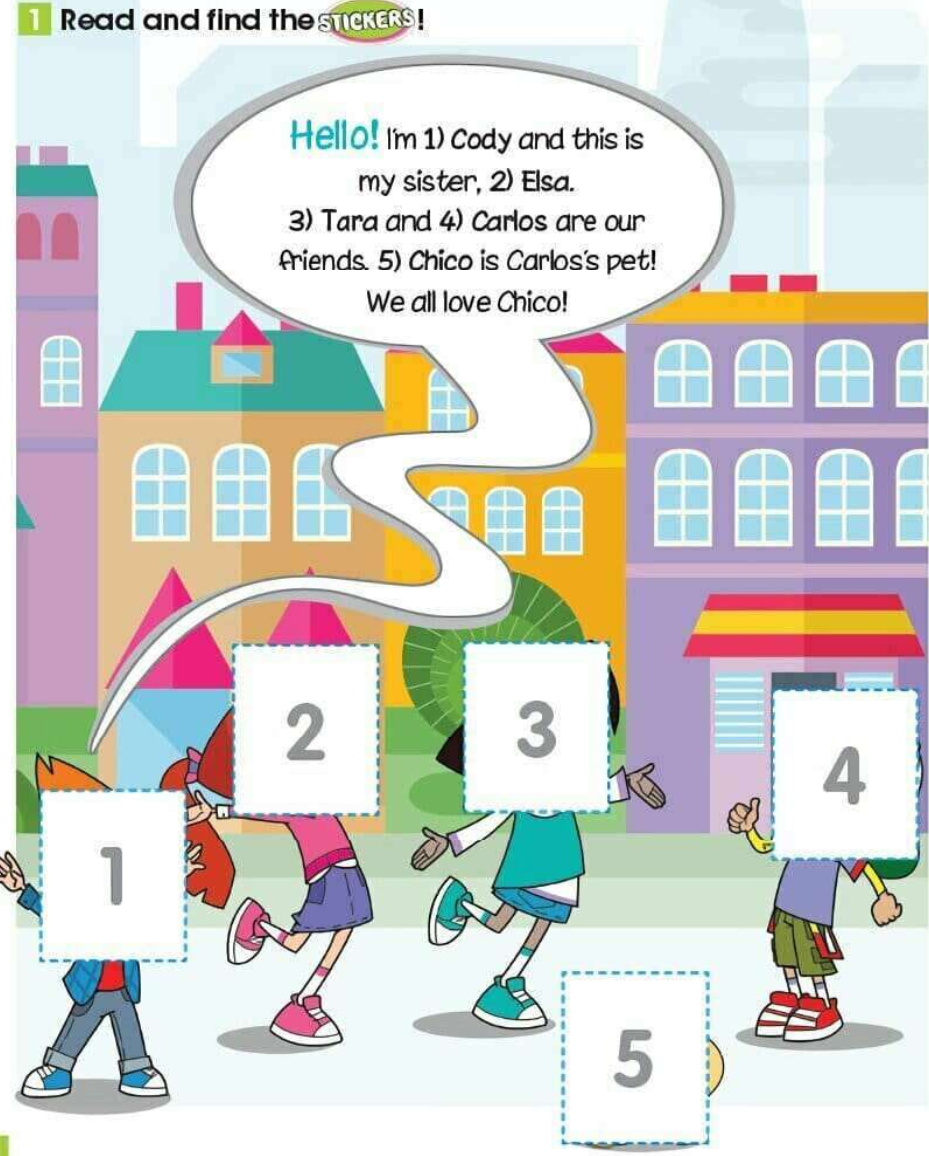 1 Read and find the STICKERS!
Hello! I'm 1) Cody and this is
my sister, 2) Elsa.
3) Tara and 4) Carlos are our
friends. 5) Chico is Carlos's pet!
We all love Chico!
2
3
4
1
5